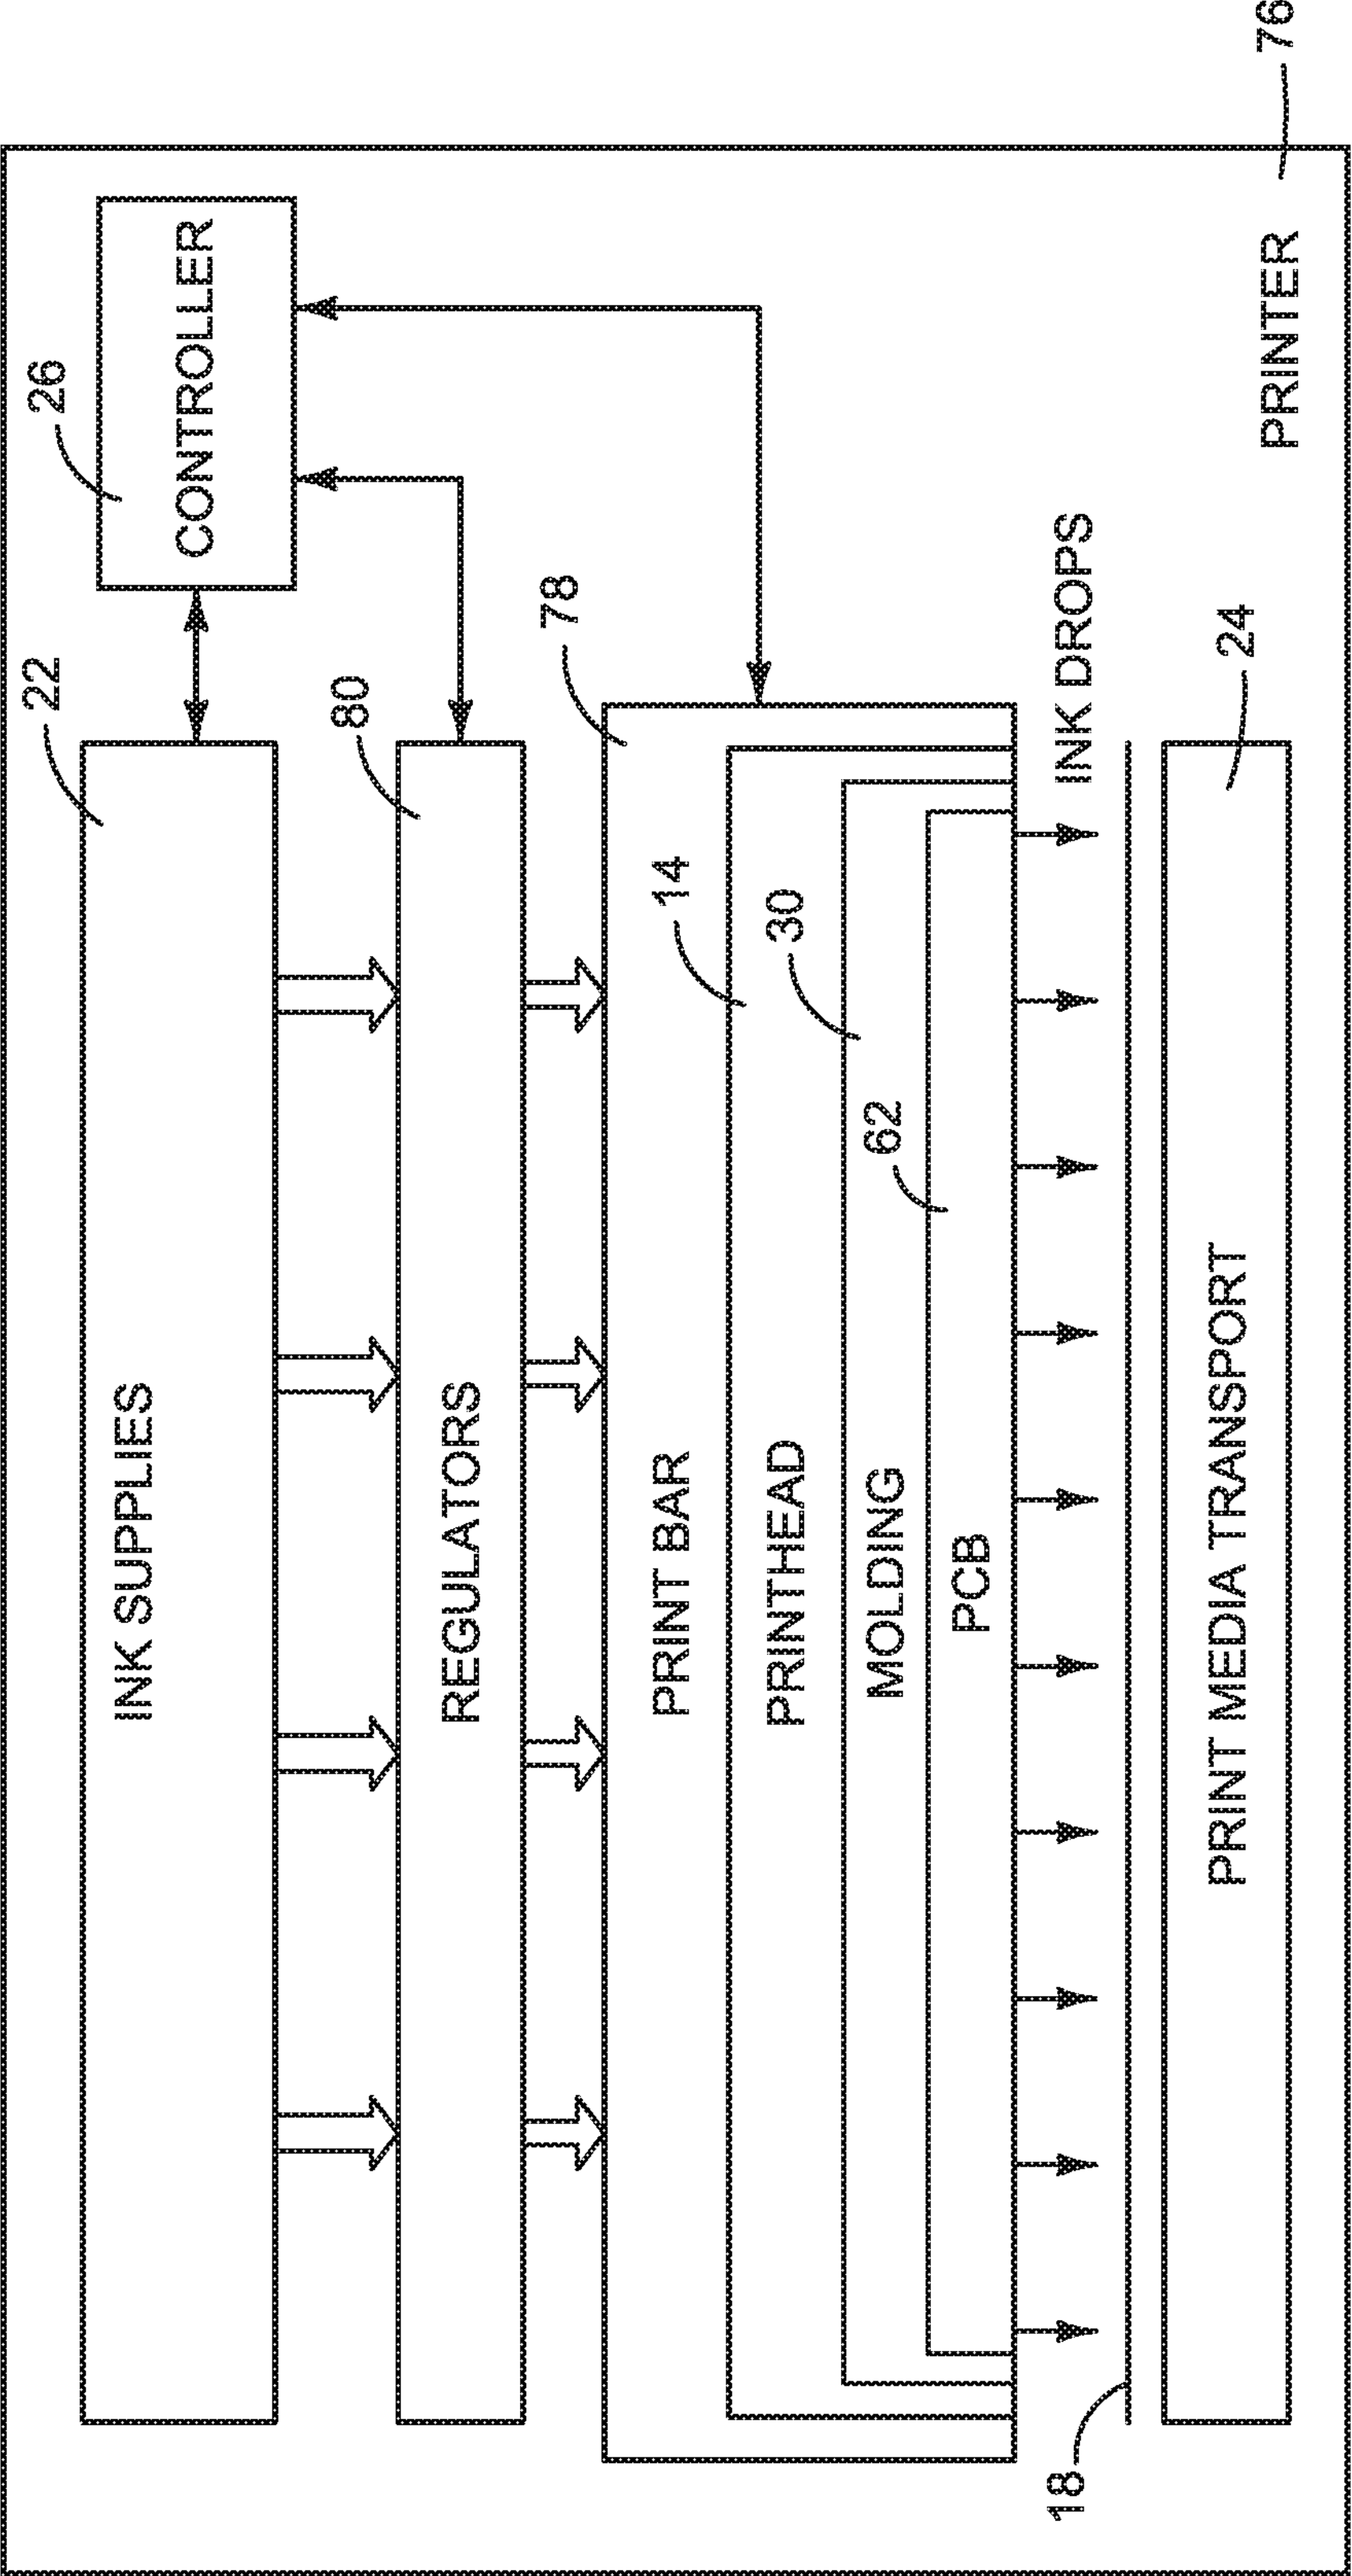 76
26
CONTROLLER
22
INK SUPPLIES
80
REGULATORS
78
PRINT BAR
14
PRINTHEAD
30
MOLDING
62
PCB
INK DROPS
18
24
PRINT MEDIA TRANSPORT
PRINTER